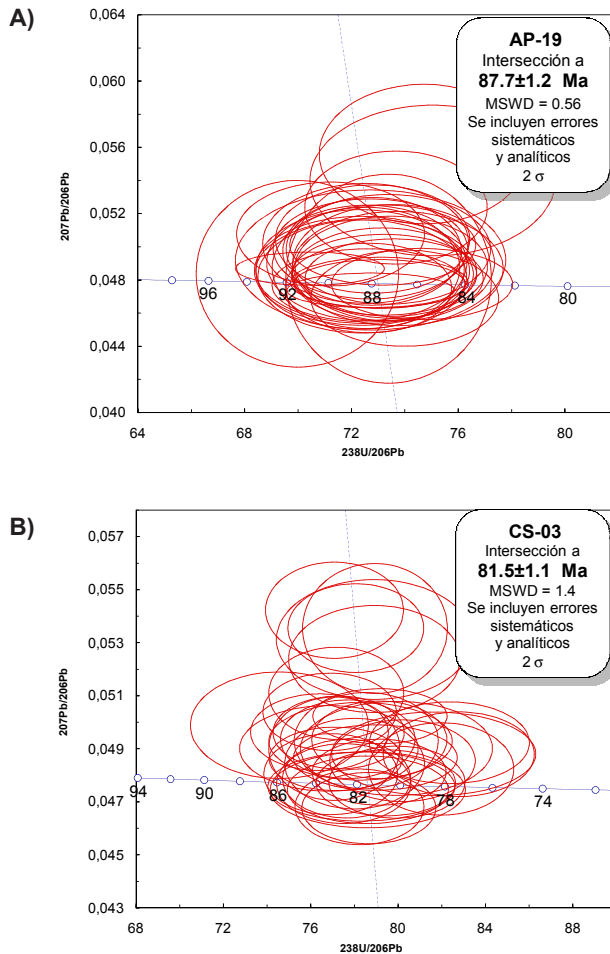 A)
0,064
0,060
0,056
0,052
0,048
0,044
0,040
207Pb/206Pb
AP-19
Intersección a
87.7±1.2 Ma
MSWD = 0.56
Se incluyen errores
sistemáticos
y analíticos
2 σ
96 92 88 84 80
64 68 72 76 80
238U/206Pb
B)
0,057
0,055
0,053
0,051
0,049
0,047
0,045
0,043
207Pb/206Pb
CS-03
Intersección a
81.5±1.1 Ma
MSWD = 1.4
Se incluyen errores
sistemáticos
y analíticos
2 σ
94 90 86 82 78 74
68 72 76 80 84 88
238U/206Pb